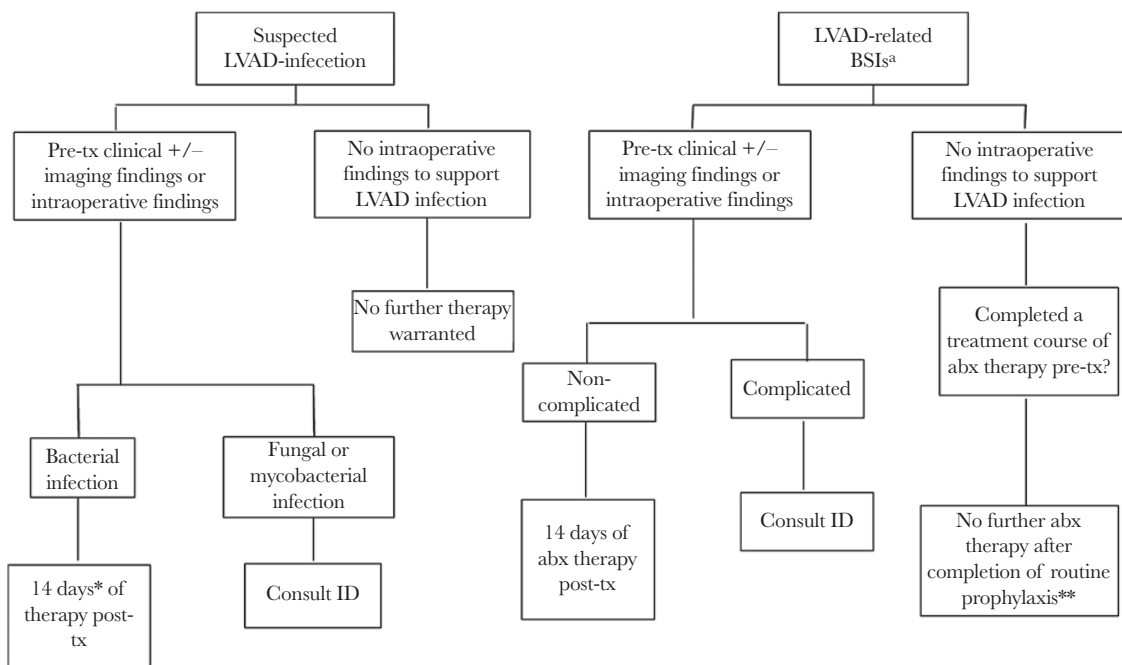 Suspected
LVAD-infecetion
Pre-tx clinical +/–
imaging findings or
intraoperative findings
No intraoperative
findings to support
LVAD infection
No further therapy
warranted
Bacterial
infection
Fungal or
mycobacterial
infection
14 days* of
therapy post-
tx
Consult ID
LVAD-related
BSIsᵃ
Pre-tx clinical +/–
imaging findings or
intraoperative findings
No intraoperative
findings to support
LVAD infection
Non-
complicated
Complicated
14 days of
abx therapy
post-tx
Consult ID
Completed a
treatment course of
abx therapy pre-tx?
No further abx
therapy after
completion of routine
prophylaxis**